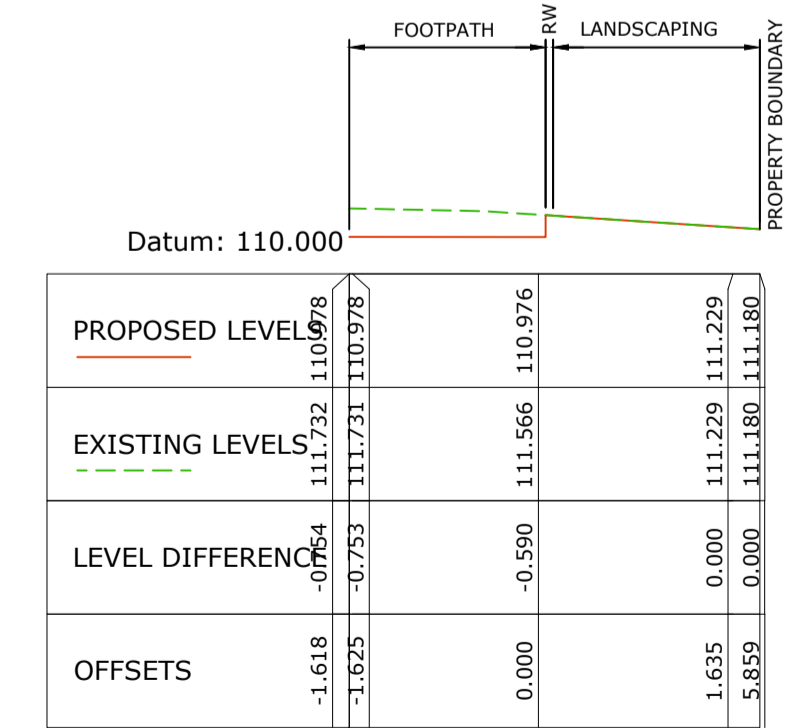 FOOTPATH
RW
LANDSCAPING
PROPERTY BOUNDARY
Datum: 110.000
PROPOSED LEVELS 110.978 110.978 110.976 111.229 111.180
EXISTING LEVELS 111.732 111.731 111.566 111.229 111.180
LEVEL DIFFERENCE -0.754 -0.753 -0.590 0.000 0.000
OFFSETS -1.618 -1.625 0.000 1.635 5.859